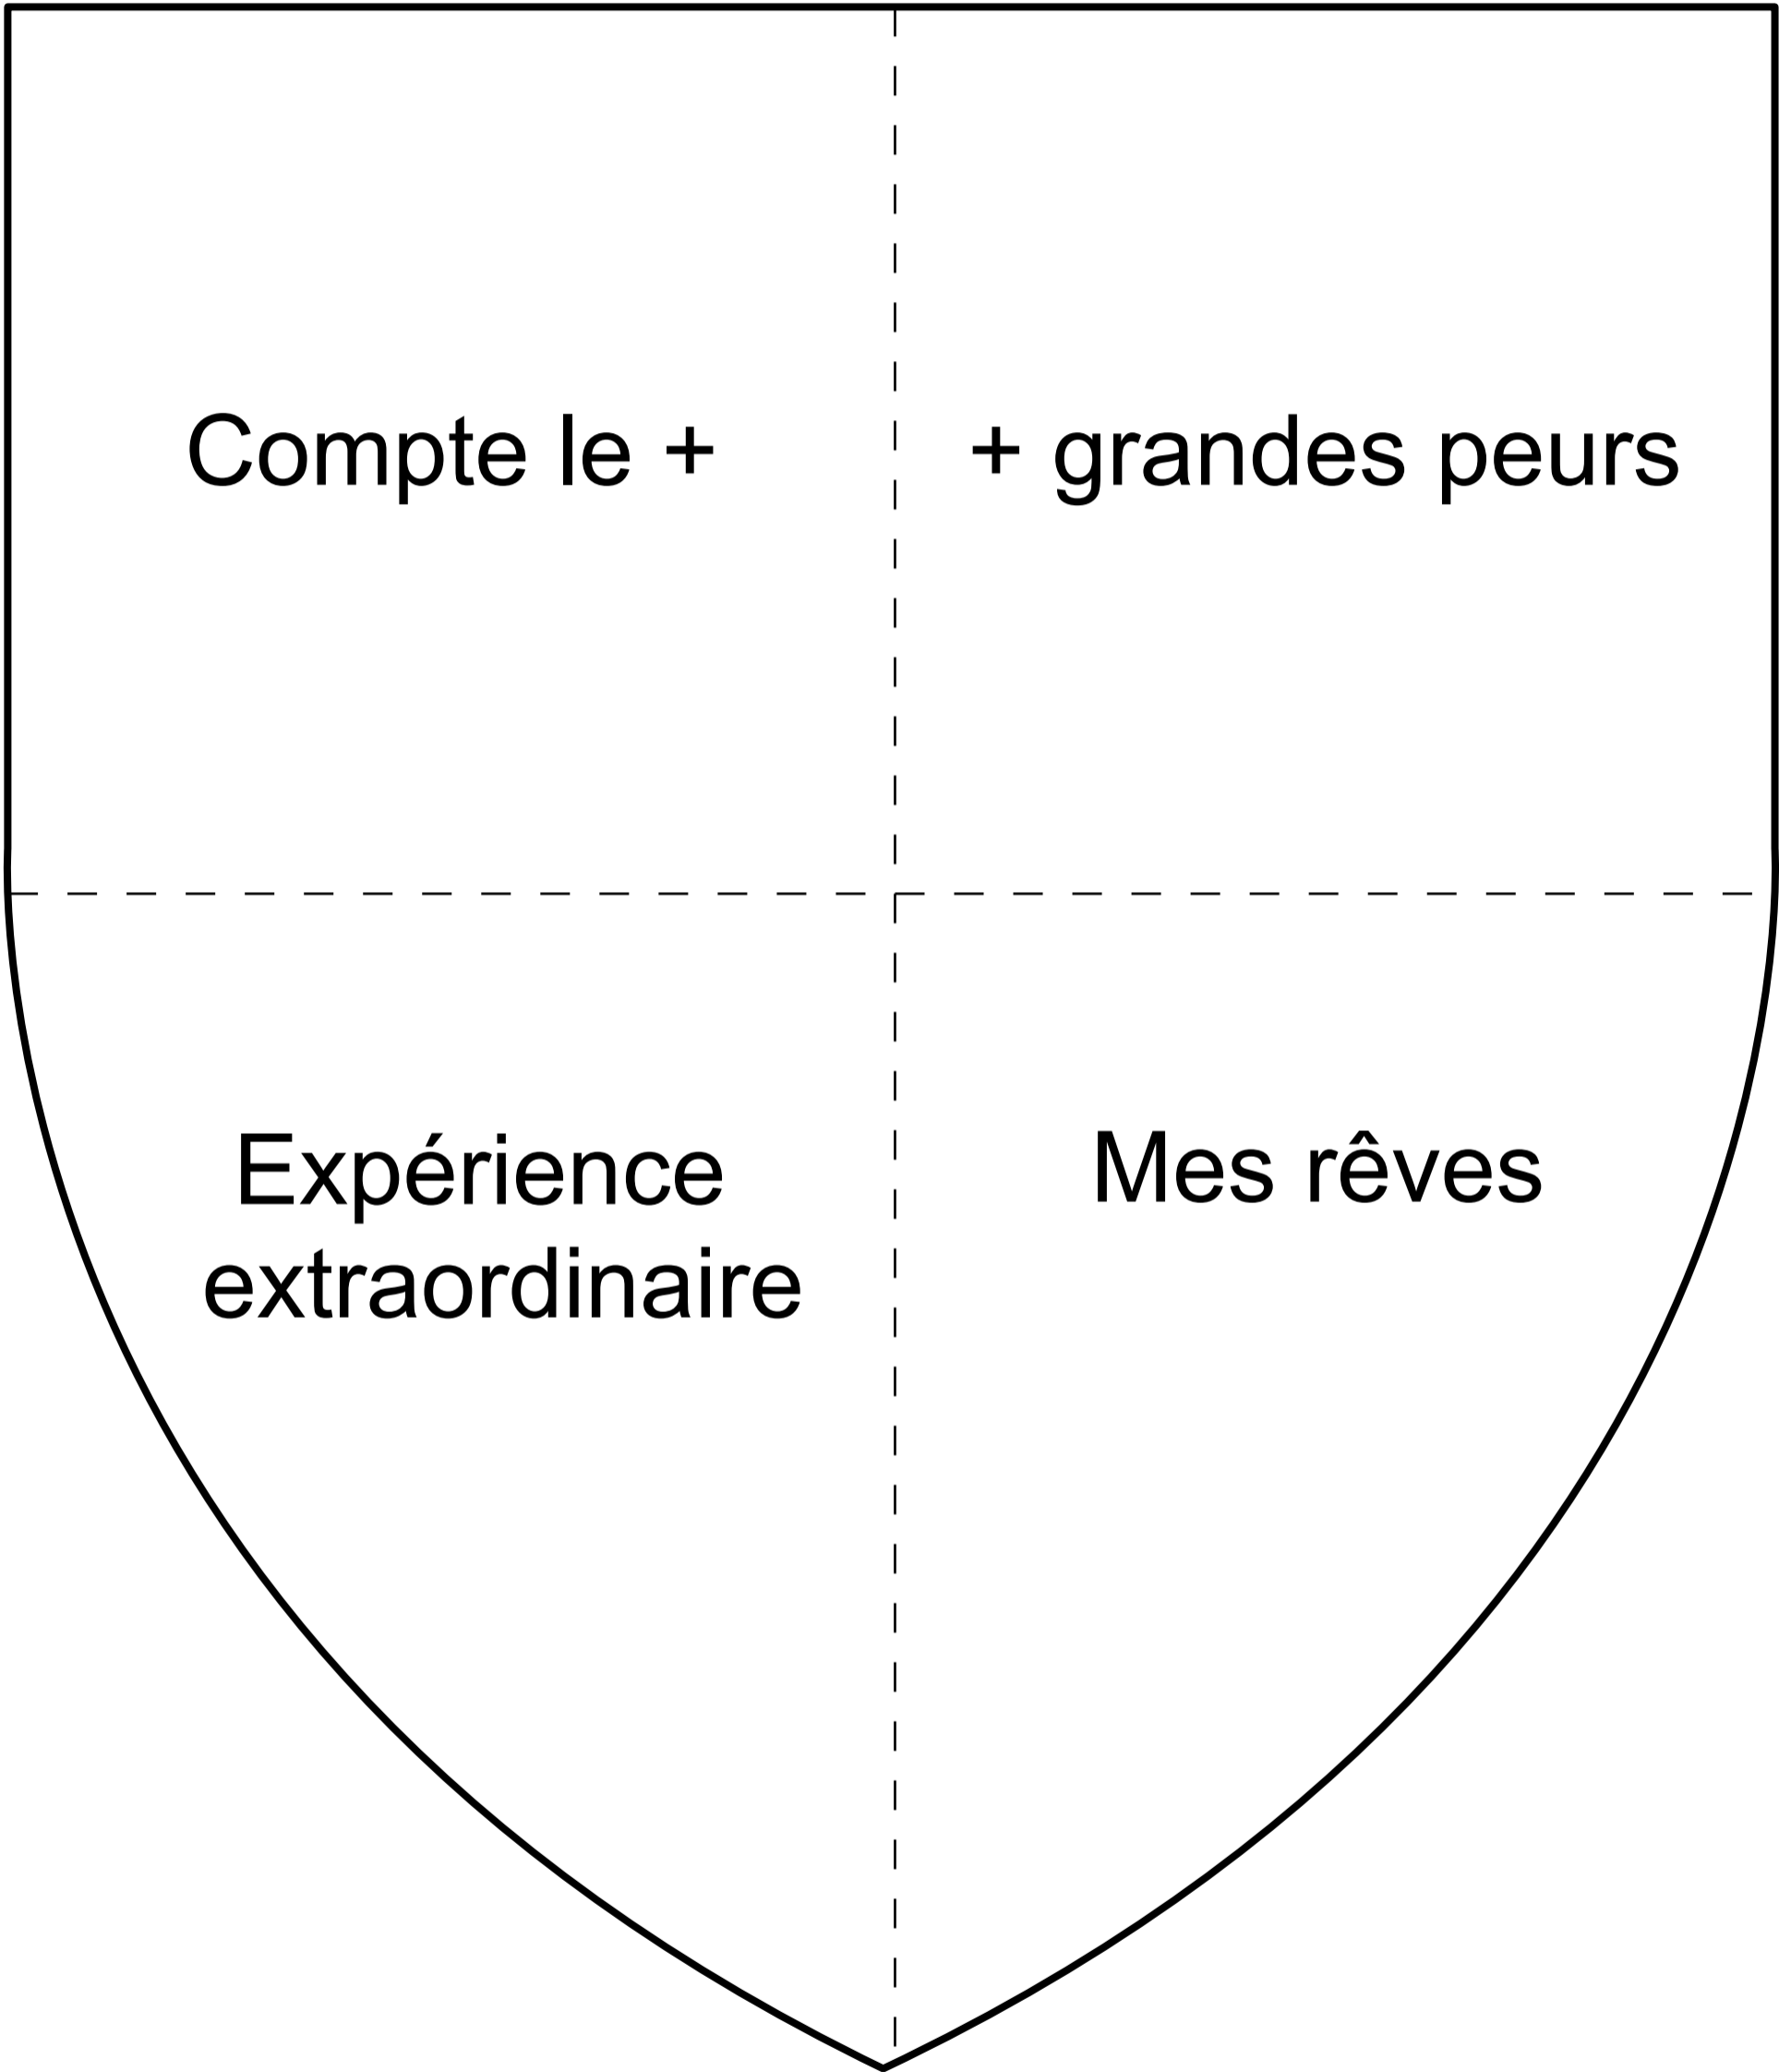 Compte le +
+ grandes peurs
Expérience
extraordinaire
Mes rêves